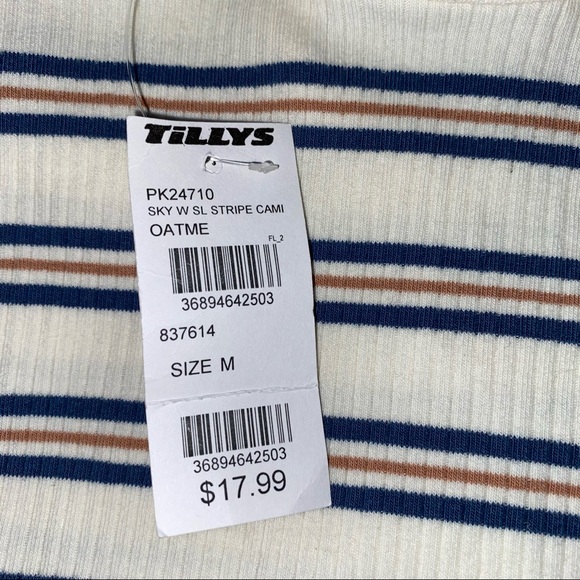 TILLYS
PK24710
SKY W SL STRIPE CAMI
OATME
FL_2
36894642503
837614
SIZE M
36894642503
$17.99